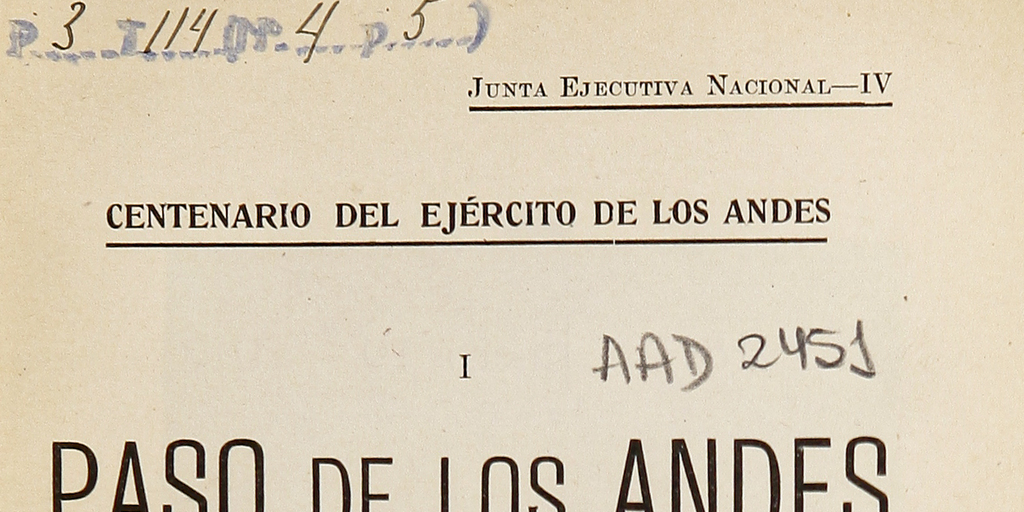 P. 3 I 114 (Nº. 4 p. 5)
JUNTA EJECUTIVA NACIONAL—IV
CENTENARIO DEL EJÉRCITO DE LOS ANDES
I
AAD 2451
PASO DE LOS ANDES